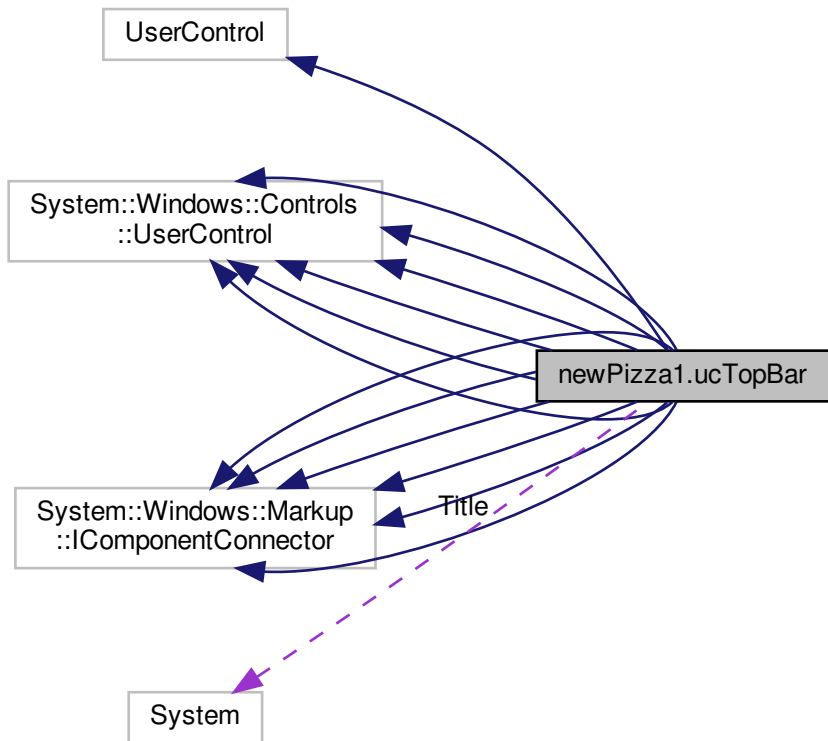 UserControl
System::Windows::Controls
::UserControl
newPizza1.ucTopBar
System::Windows::Markup
::IComponentConnector
Title
System